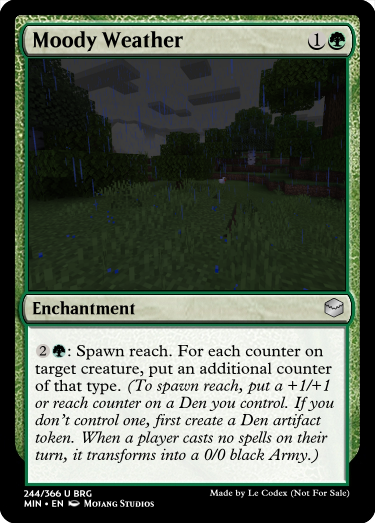 Moody Weather 1
Enchantment
2 : Spawn reach. For each counter on
target creature, put an additional counter
of that type. (To spawn reach, put a +1/+1
or reach counter on a Den you control. If you
don't control one, first create a Den artifact
token. When a player casts no spells on their
turn, it transforms into a 0/0 black Army.)
244/366 U BRG
Made by Le Codex (Not For Sale)
MIN • EN Mojang Studios